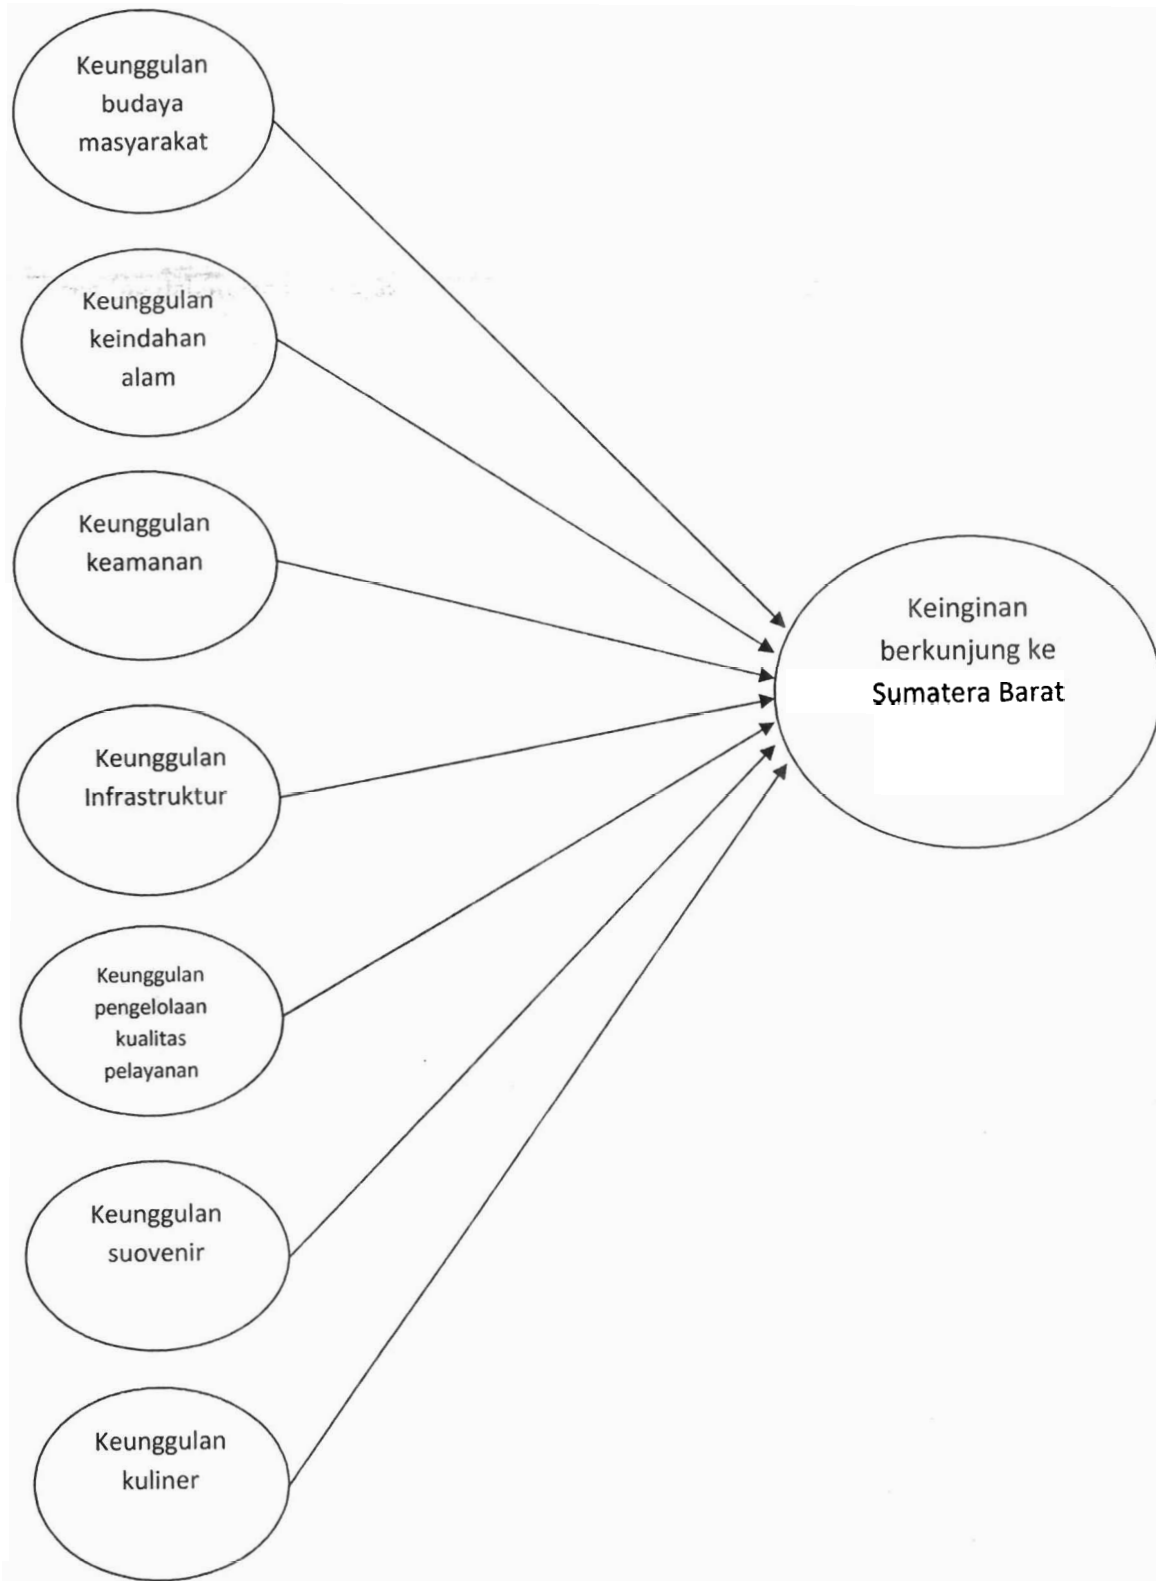 Keunggulan
budaya
masyarakat
Keunggulan
keindahan
alam
Keunggulan
keamanan
Keinginan
berkunjung ke
Sumatera Barat
Keunggulan
Infrastruktur
Keunggulan
pengelolaan
kualitas
pelayanan
Keunggulan
suovenir
Keunggulan
kuliner